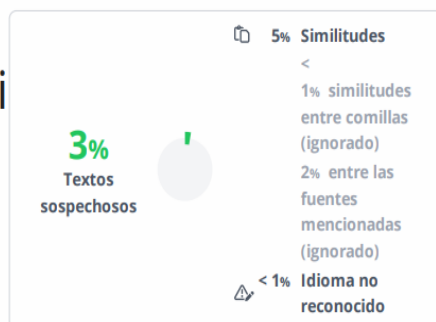 i
3%
Textos
sospechosos
5% Similitudes
<
1% similitudes
entre comillas
(ignorado)
2% entre las
fuentes
mencionadas
(ignorado)
< 1% Idioma no
reconocido